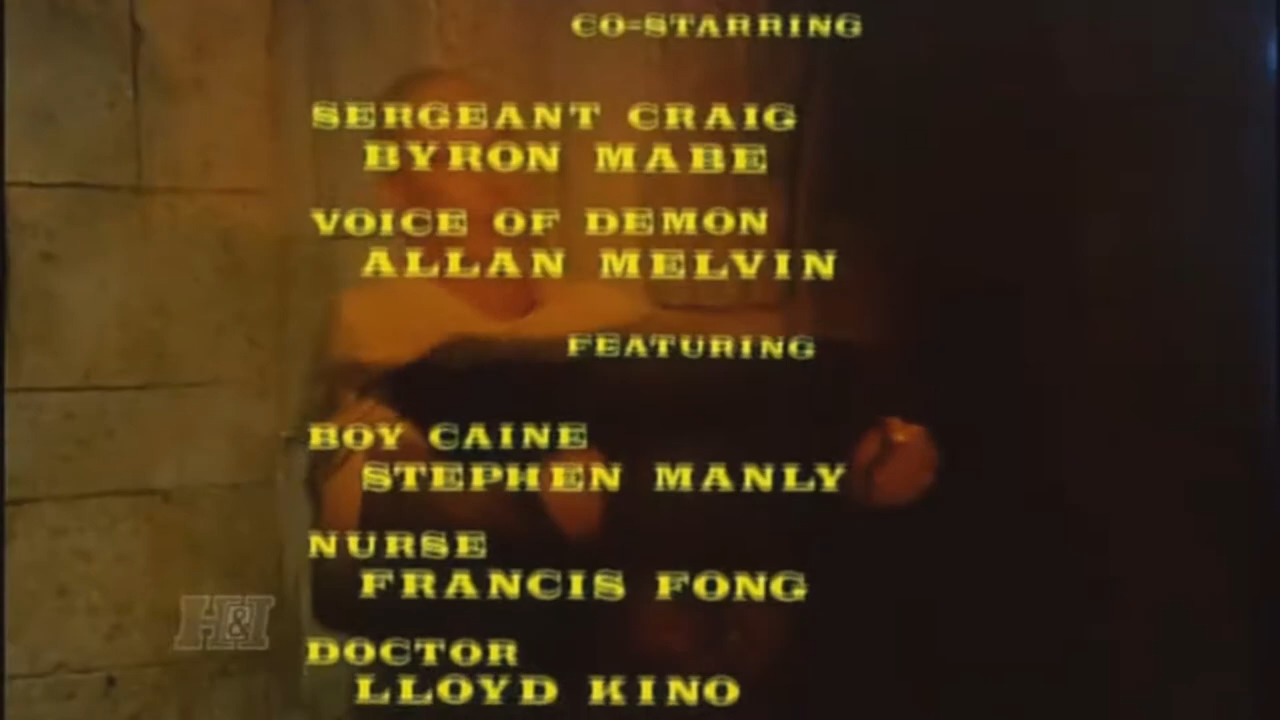 CO-STARRING
SERGEANT CRAIG
BYRON MABE
VOICE OF DEMON
ALLAN MELVIN
FEATURING
BOY CAINE
STEPHEN MANLY
NURSE
FRANCIS FONG
DOCTOR
LLOYD KINO
H&I